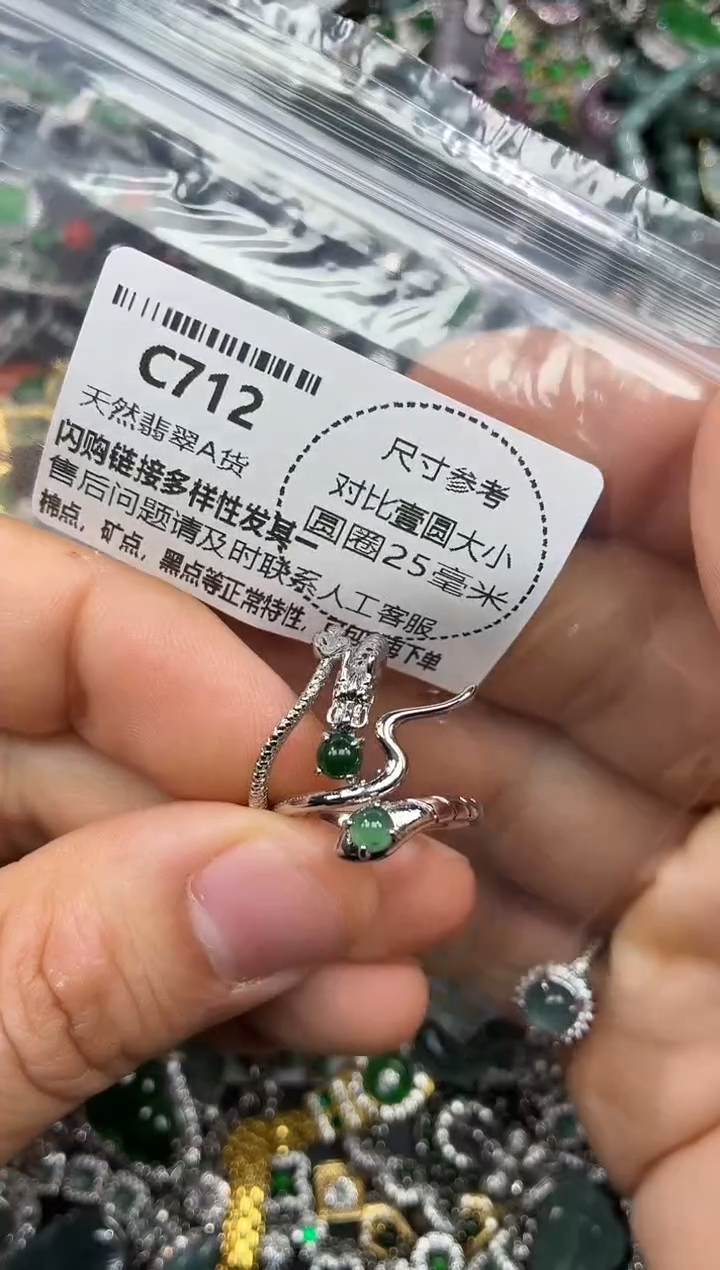 C712
天然翡翠A货
闪购链接多样性发其一
售后问题请及时联系人工客服
棉点，矿点，黑点等正常特性，再下单
尺寸参考
对比壹圆大小
圆圈25毫米